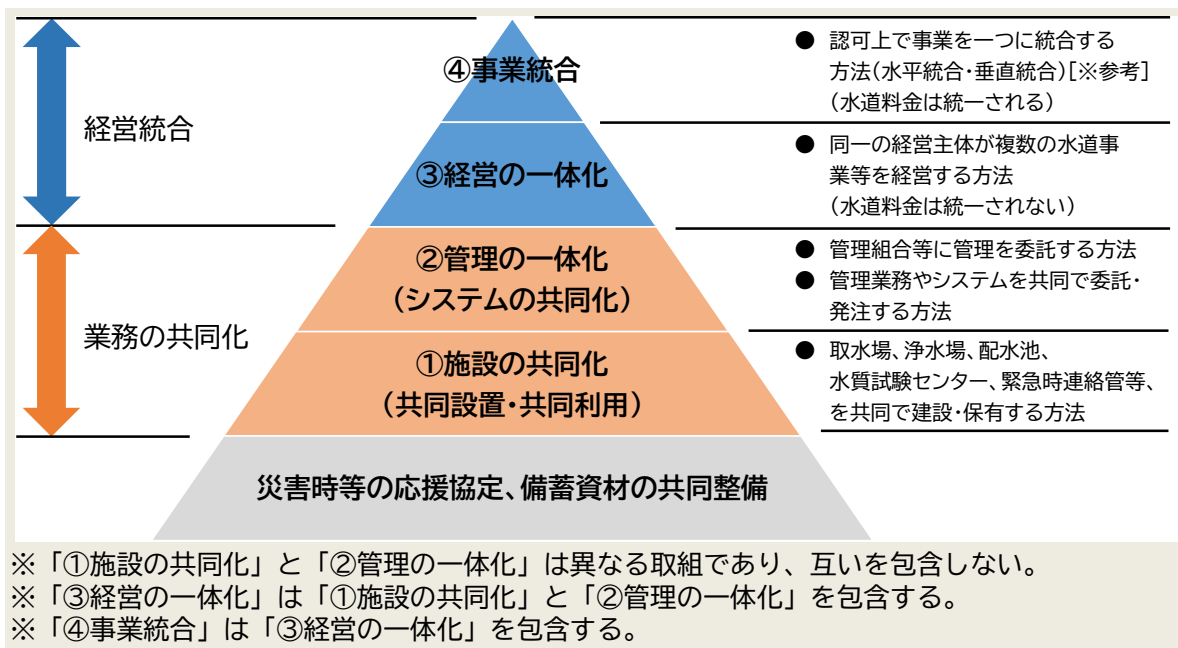 ④事業統合
● 認可上で事業を一つに統合する
方法(水平統合・垂直統合)[※参考]
(水道料金は統一される)
経営統合
③経営の一体化
● 同一の経営主体が複数の水道事
業等を経営する方法
(水道料金は統一されない)
②管理の一体化
(システムの共同化)
● 管理組合等に管理を委託する方法
● 管理業務やシステムを共同で委託・
発注する方法
業務の共同化
①施設の共同化
(共同設置・共同利用)
● 取水場、浄水場、配水池、
水質試験センター、緊急時連絡管等、
を共同で建設・保有する方法
災害時等の応援協定、備蓄資材の共同整備
※「①施設の共同化」と「②管理の一体化」は異なる取組であり、互いを包含しない。
※「③経営の一体化」は「①施設の共同化」と「②管理の一体化」を包含する。
※「④事業統合」は「③経営の一体化」を包含する。